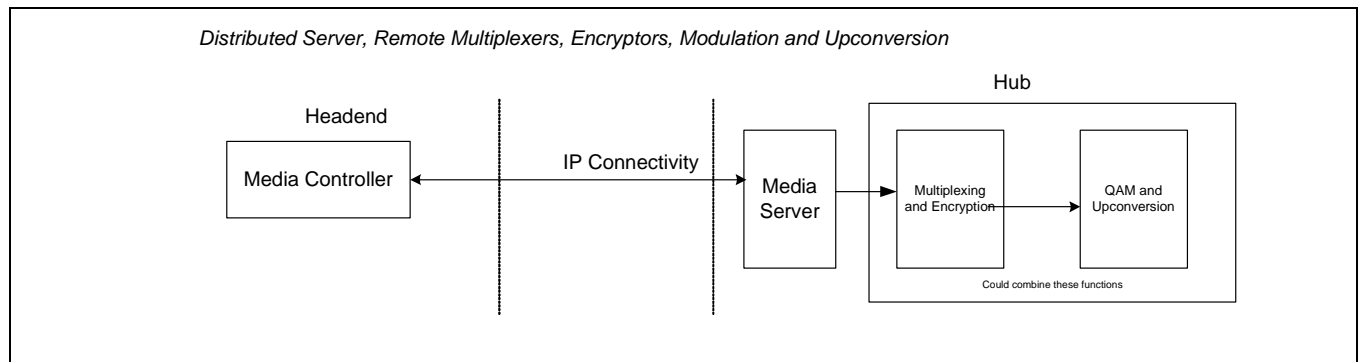 Distributed Server, Remote Multiplexers, Encryptors, Modulation and Upconversion
Hub
Headend
Media Controller
IP Connectivity
Media
Server
Multiplexing
and Encryption
QAM and
Upconversion
Could combine these functions